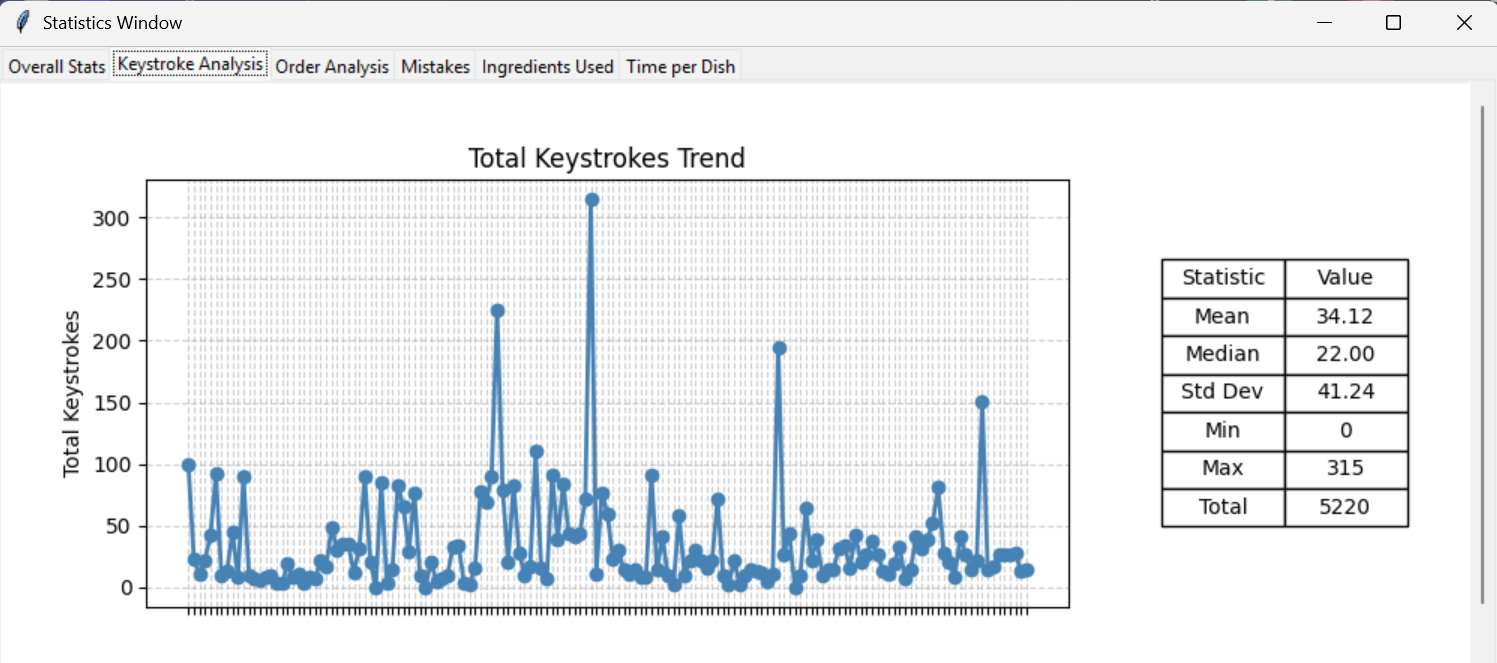 Statistics Window
Overall Stats Keystroke Analysis Order Analysis Mistakes Ingredients Used Time per Dish
Total Keystrokes Trend
Total Keystrokes
300
250
200
150
100
50
0
Statistic Value
Mean 34.12
Median 22.00
Std Dev 41.24
Min 0
Max 315
Total 5220